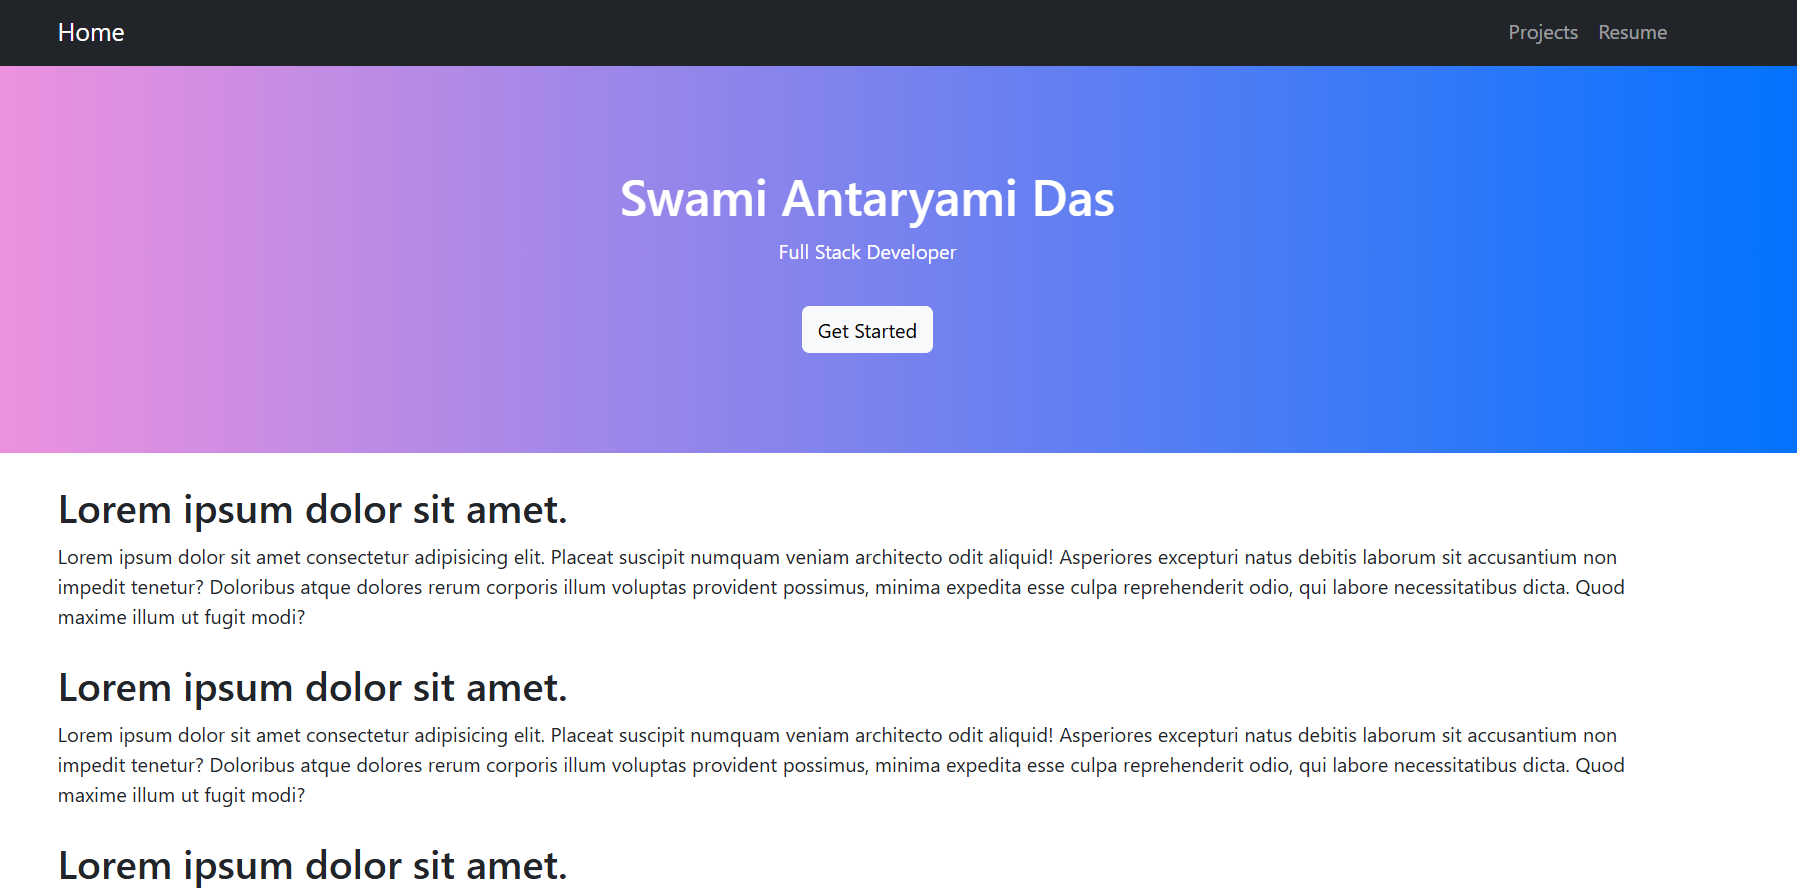 Home
Projects Resume
Swami Antaryami Das
Full Stack Developer
Get Started
Lorem ipsum dolor sit amet.
Lorem ipsum dolor sit amet consectetur adipisicing elit. Placeat suscipit numquam veniam architecto odit aliquid! Asperiores excepturi natus debitis laborum sit accusantium non
impedit tenetur? Doloribus atque dolores rerum corporis illum voluptas provident possimus, minima expedita esse culpa reprehenderit odio, qui labore necessitatibus dicta. Quod
maxime illum ut fugit modi?
Lorem ipsum dolor sit amet.
Lorem ipsum dolor sit amet consectetur adipisicing elit. Placeat suscipit numquam veniam architecto odit aliquid! Asperiores excepturi natus debitis laborum sit accusantium non
impedit tenetur? Doloribus atque dolores rerum corporis illum voluptas provident possimus, minima expedita esse culpa reprehenderit odio, qui labore necessitatibus dicta. Quod
maxime illum ut fugit modi?
Lorem ipsum dolor sit amet.